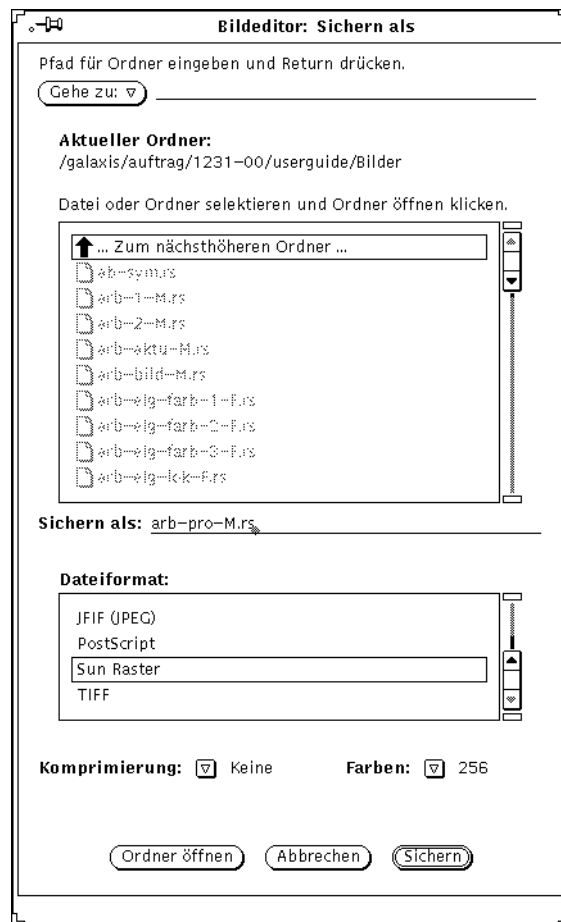 Bildeditor: Sichern als
Pfad für Ordner eingeben und Return drücken.
Gehe zu:
Aktueller Ordner:
/galaxis/auftrag/1231-00/userguide/Bilder
Datei oder Ordner selektieren und Ordner öffnen klicken.
... Zum nächsthöheren Ordner ...
ab-sym.rs
arb-1-M.rs
arb-2-M.rs
arb-aktu-M.rs
arb-bild-M.rs
arb-eig-farb-1-F.rs
arb-eig-farb-2-F.rs
arb-eig-farb-3-F.rs
Sichern als: arb-pro-M.rs
Dateiformat:
JFIF (JPEG)
PostScript
Sun Raster
TIFF
Komprimierung: Keine Farben: 256
Ordner öffnen Abbrechen Sichern